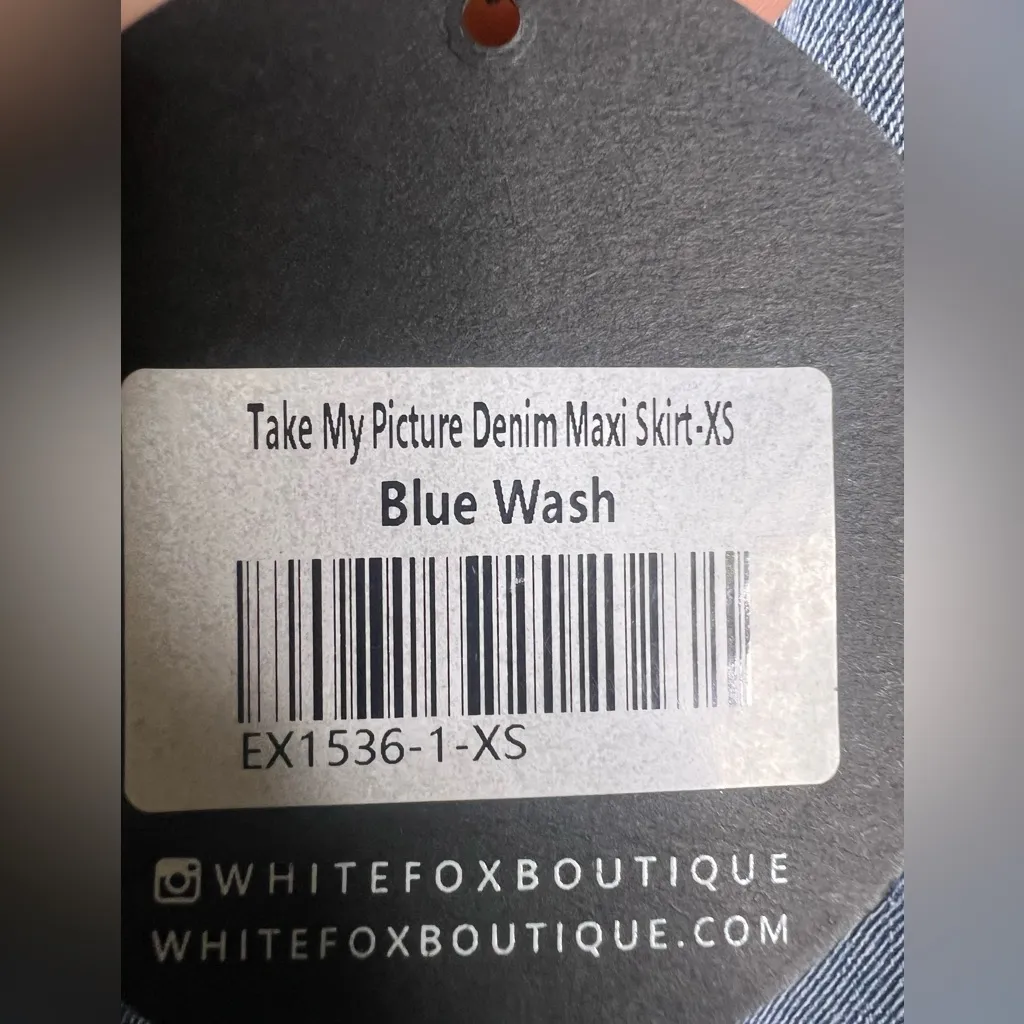 Take My Picture Denim Maxi Skirt-XS
Blue Wash
EX1536-1-XS
WHITEFOXBOUTIQUE
WHITEFOXBOUTIQUE.COM